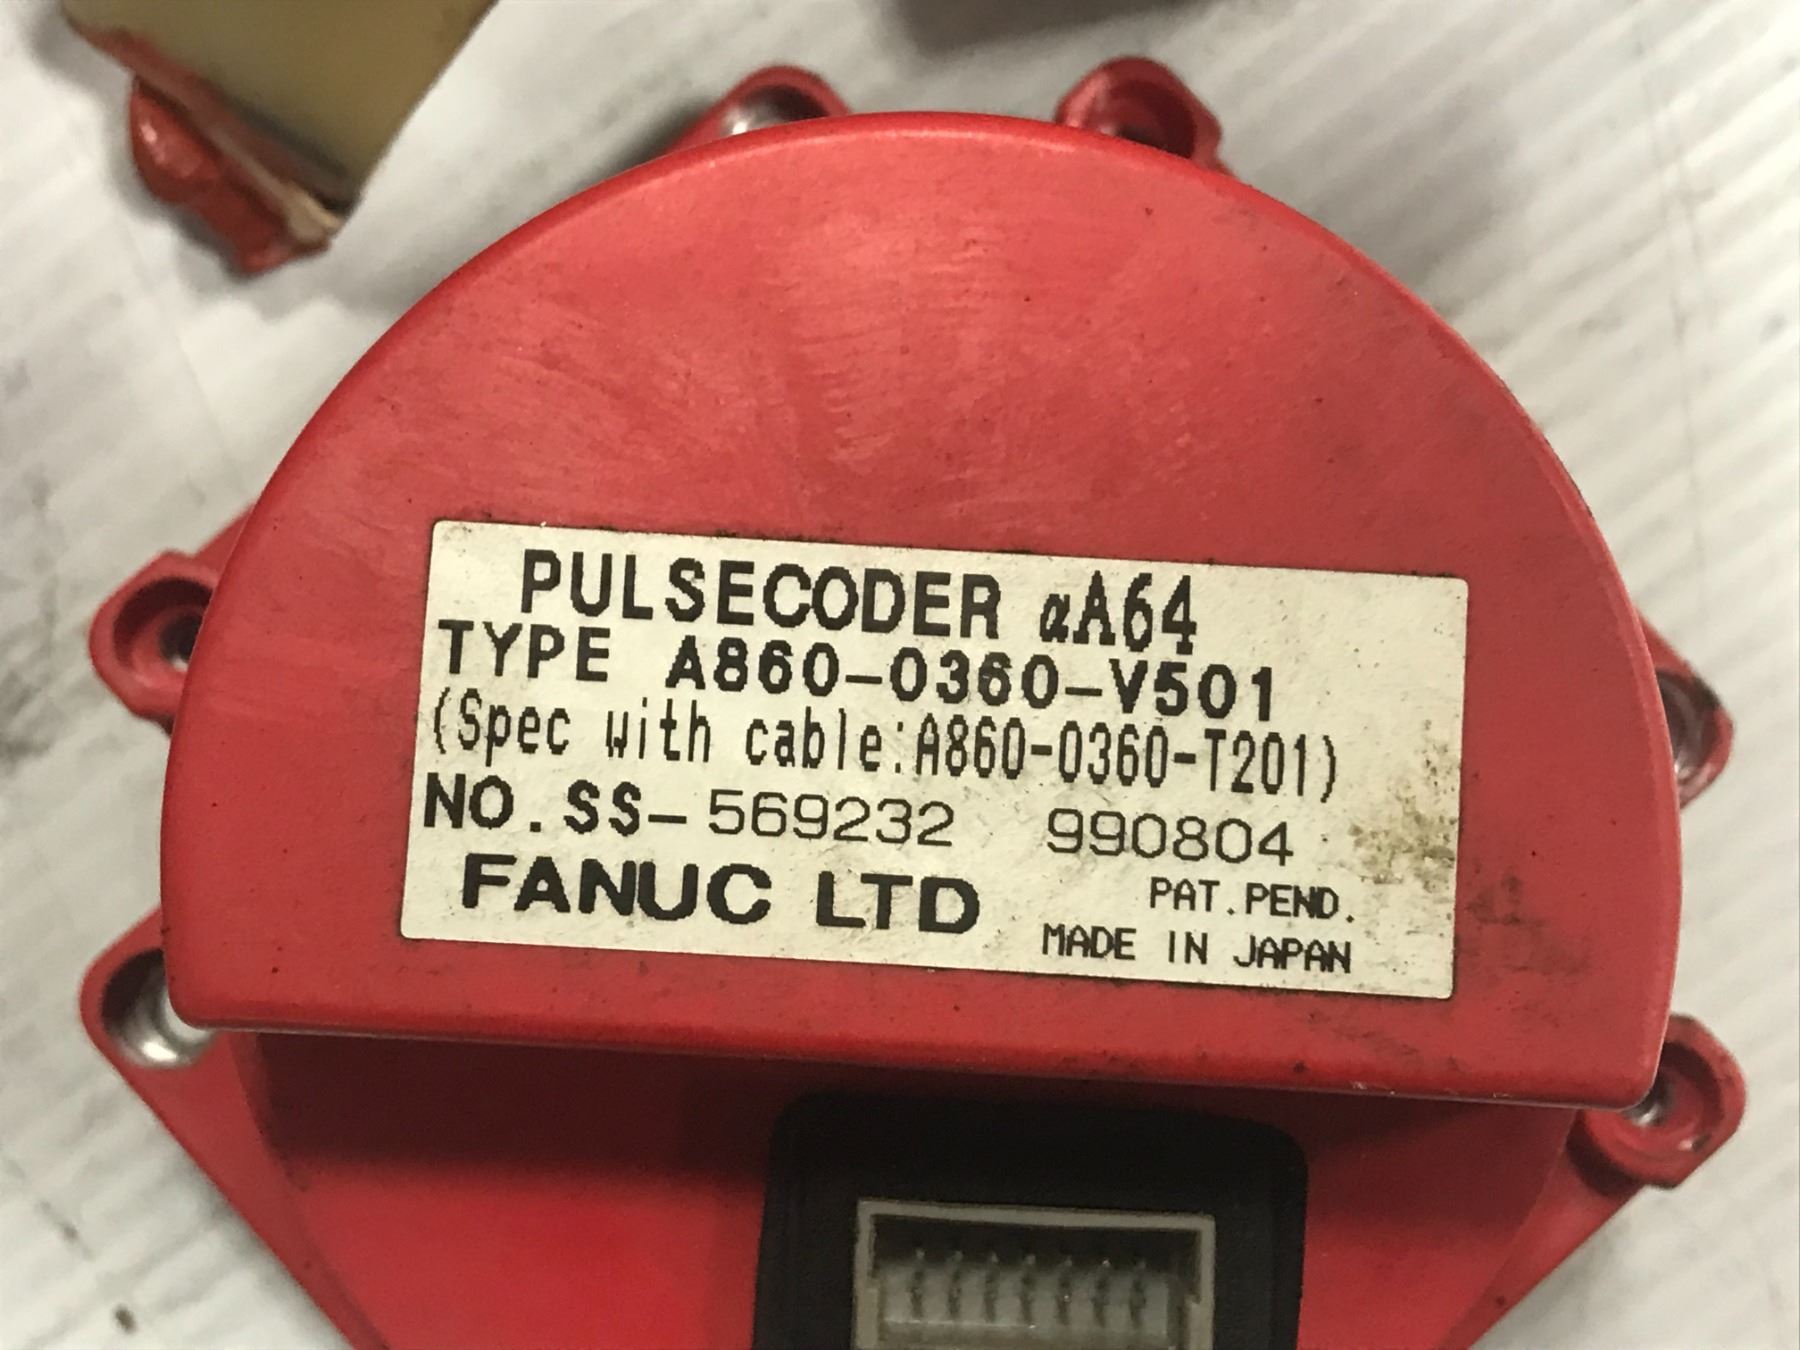 PULSECODER αA64
TYPE A860-0360-V501
(Spec with cable:A860-0360-T201)
NO.SS-569232 990804
FANUC LTD
PAT.PEND.
MADE IN JAPAN